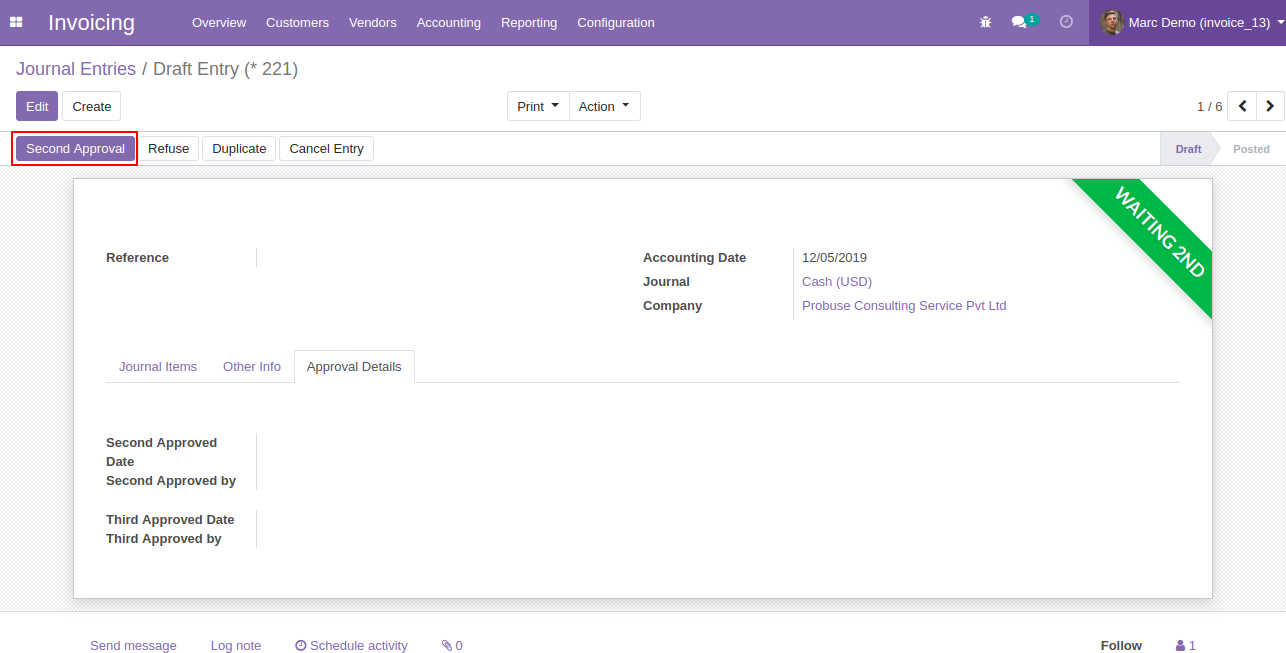 Invoicing
Overview Customers Vendors Accounting Reporting Configuration
1
Marc Demo (invoice_13)
Journal Entries / Draft Entry (* 221)
Edit Create
Print Action
1 / 6
Second Approval Refuse Duplicate Cancel Entry
Draft Posted
WAITING 2ND
Reference
Accounting Date 12/05/2019
Journal Cash (USD)
Company Probuse Consulting Service Pvt Ltd
Journal Items Other Info Approval Details
Second Approved
Date
Second Approved by
Third Approved Date
Third Approved by
Send message Log note Schedule activity 0
Follow 1